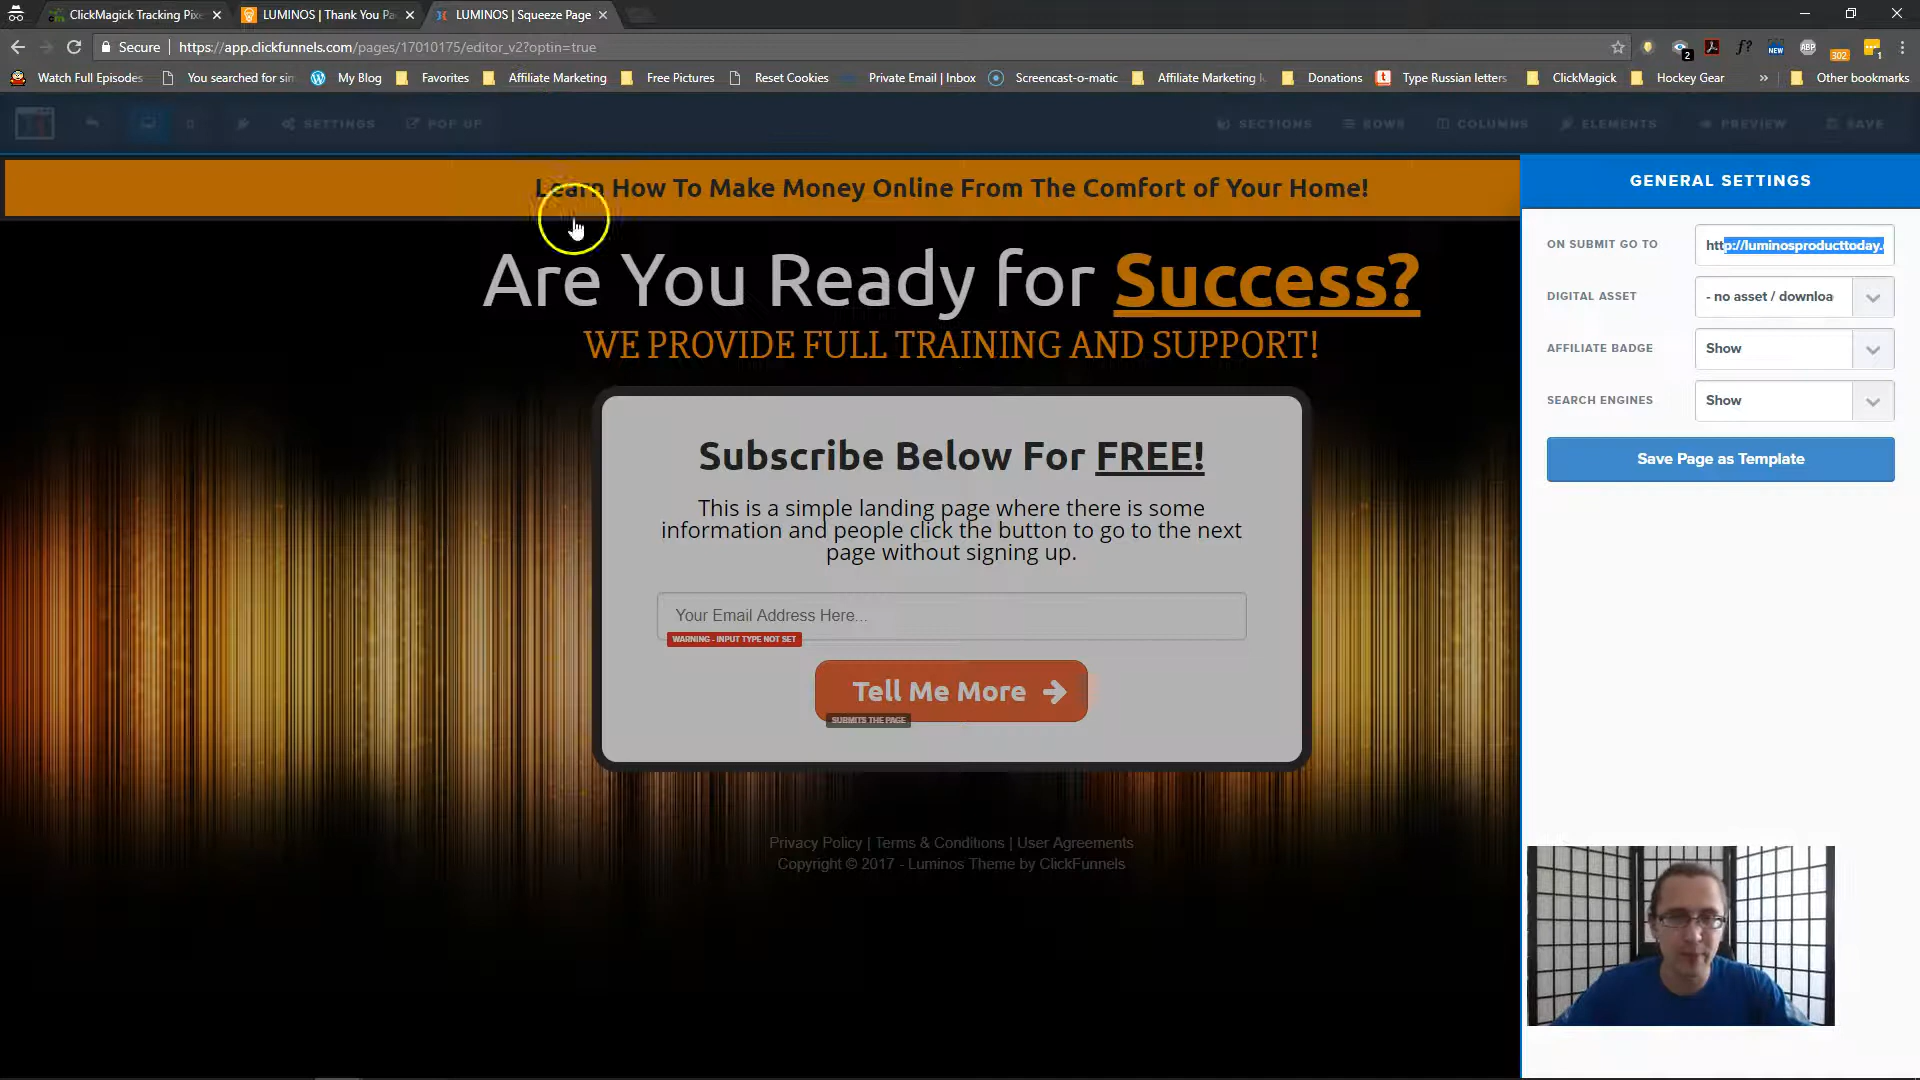 ClickMagick Tracking Pixe
LUMINOS | Thank You Pa
LUMINOS | Squeeze Page
Secure
https://app.clickfunnels.com/pages/17010175/editor_v2?optin=true
2
f?
NEW
ABP
302
1
Watch Full Episodes
You searched for sin
My Blog
Favorites
Affiliate Marketing
Free Pictures
Reset Cookies
Private Email | Inbox
Screencast-o-matic
Affiliate Marketing
Donations
Type Russian letters
ClickMagick
Hockey Gear
Other bookmarks
SETTINGS
POP UP
SECTIONS
ROWS
COLUMNS
ELEMENTS
PREVIEW
SAVE
Learn How To Make Money Online From The Comfort of Your Home!
Are You Ready for Success?
WE PROVIDE FULL TRAINING AND SUPPORT!
Subscribe Below For FREE!
This is a simple landing page where there is some
information and people click the button to go to the next
page without signing up.
Your Email Address Here...
WARNING - INPUT TYPE NOT SET
Tell Me More
SUBMITS THE PAGE
Privacy Policy | Terms & Conditions | User Agreements
Copyright © 2017 - Luminos Theme by ClickFunnels
GENERAL SETTINGS
ON SUBMIT GO TO
http://luminosproducttoday.
DIGITAL ASSET
- no asset / downloa
AFFILIATE BADGE
Show
SEARCH ENGINES
Show
Save Page as Template